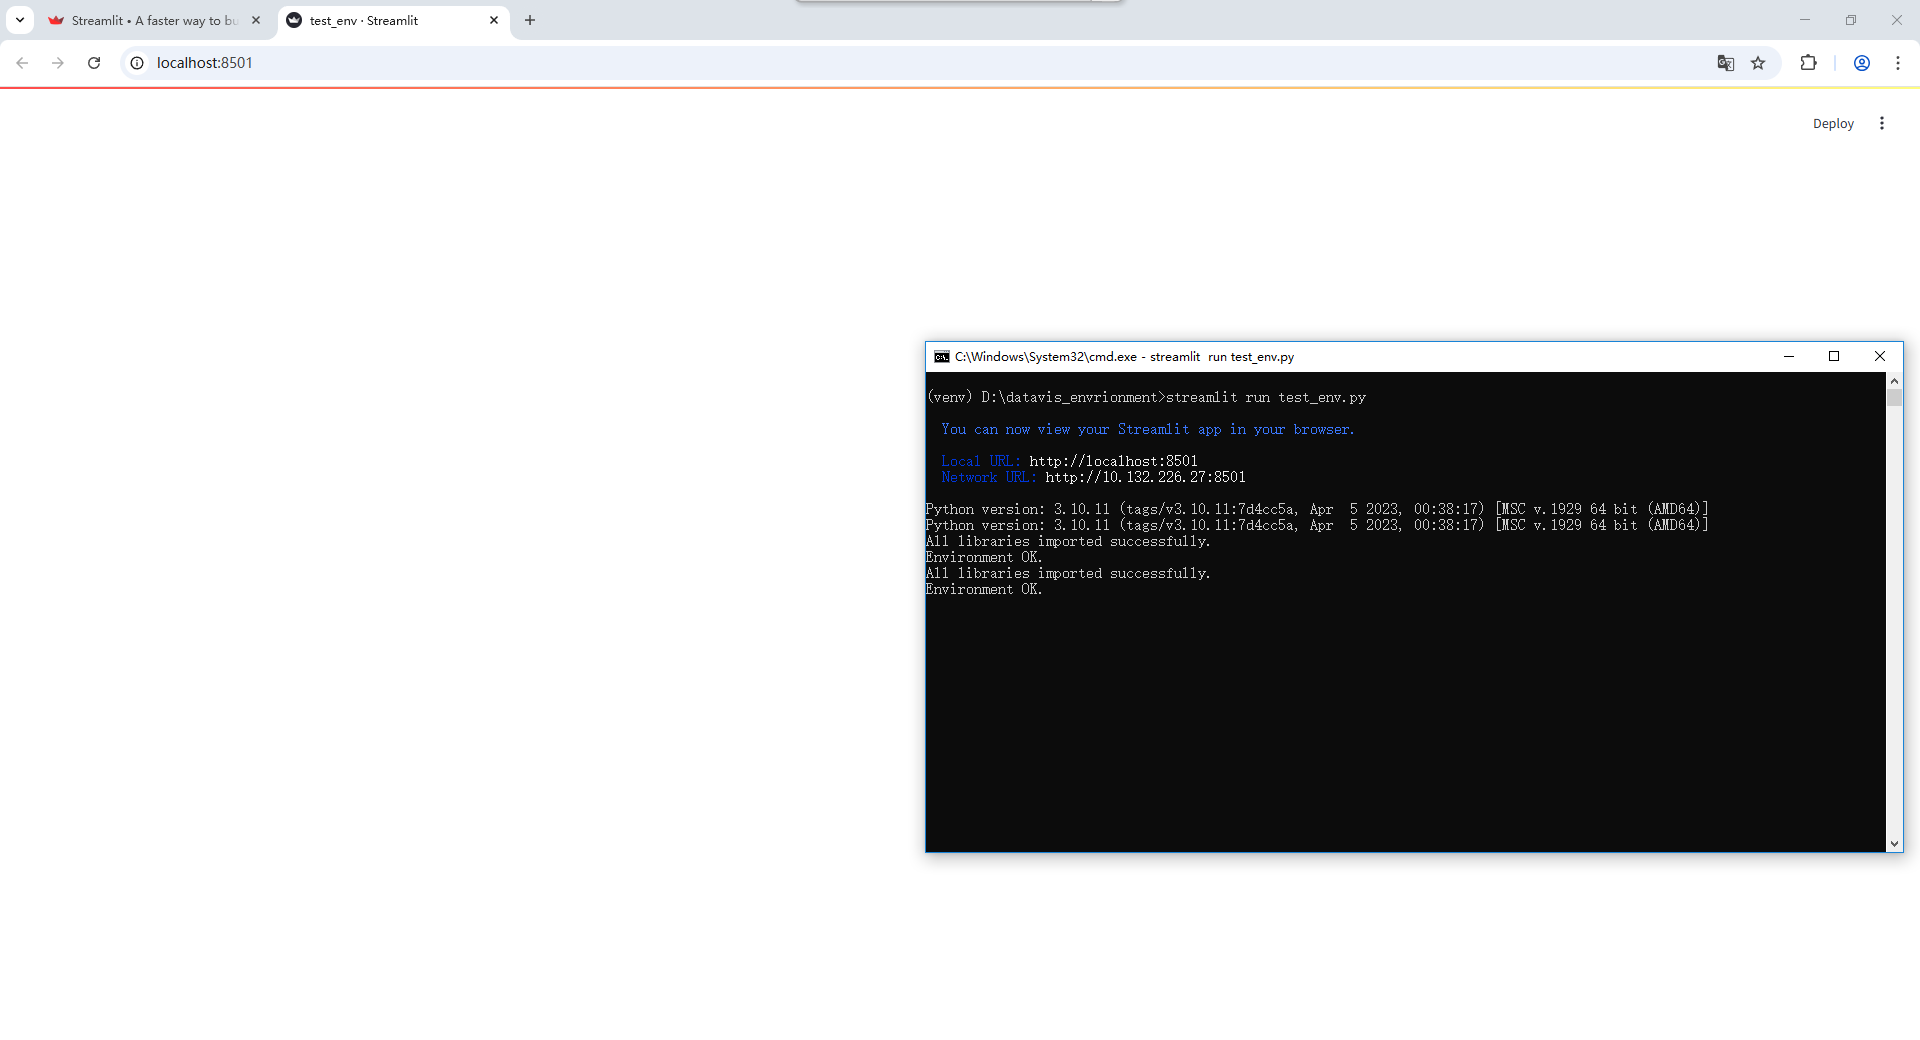 Streamlit • A faster way to bu
test_env · Streamlit
localhost:8501
Deploy
C:\Windows\System32\cmd.exe - streamlit  run test_env.py
(venv) D:\datavis_envrionment>streamlit run test_env.py
You can now view your Streamlit app in your browser.
Local URL: http://localhost:8501
Network URL: http://10.132.226.27:8501
Python version: 3.10.11 (tags/v3.10.11:7d4cc5a, Apr  5 2023, 00:38:17) [MSC v.1929 64 bit (AMD64)]
Python version: 3.10.11 (tags/v3.10.11:7d4cc5a, Apr  5 2023, 00:38:17) [MSC v.1929 64 bit (AMD64)]
All libraries imported successfully.
Environment OK.
All libraries imported successfully.
Environment OK.